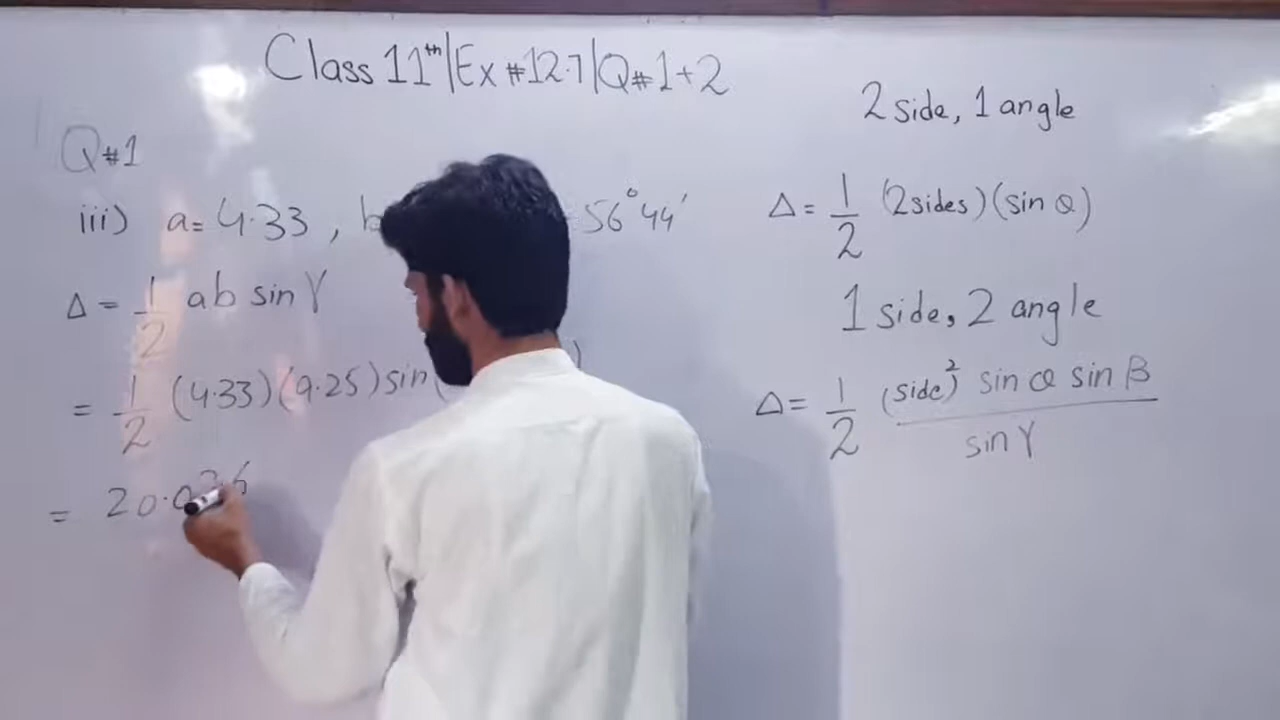 Class 11th|Ex #12.7|Q#1+2
Q#1
iii) a=4.33 , b 56°44′
Δ = 1/2 ab sin γ
= 1/2 (4.33)(9.25)sin( )
= 20.0
2 side, 1 angle
Δ = 1/2 (2sides)(sin α)
1 side, 2 angle
Δ = 1/2 (side)² sin α sin β / sin γ